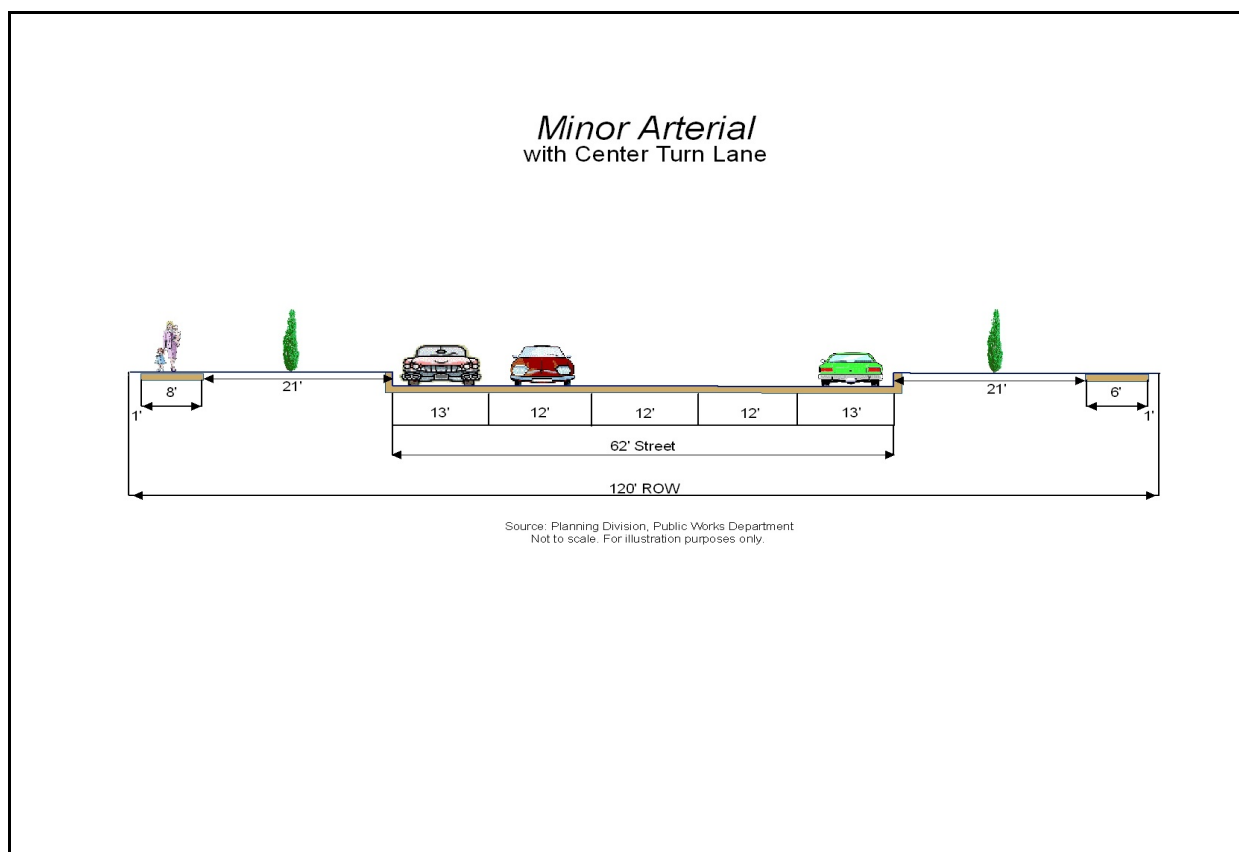 Minor Arterial
with Center Turn Lane
8'
21'
21'
6'
1'
13'
12'
12'
12'
13'
1'
62' Street
120' ROW
Source: Planning Division, Public Works Department
Not to scale. For illustration purposes only.